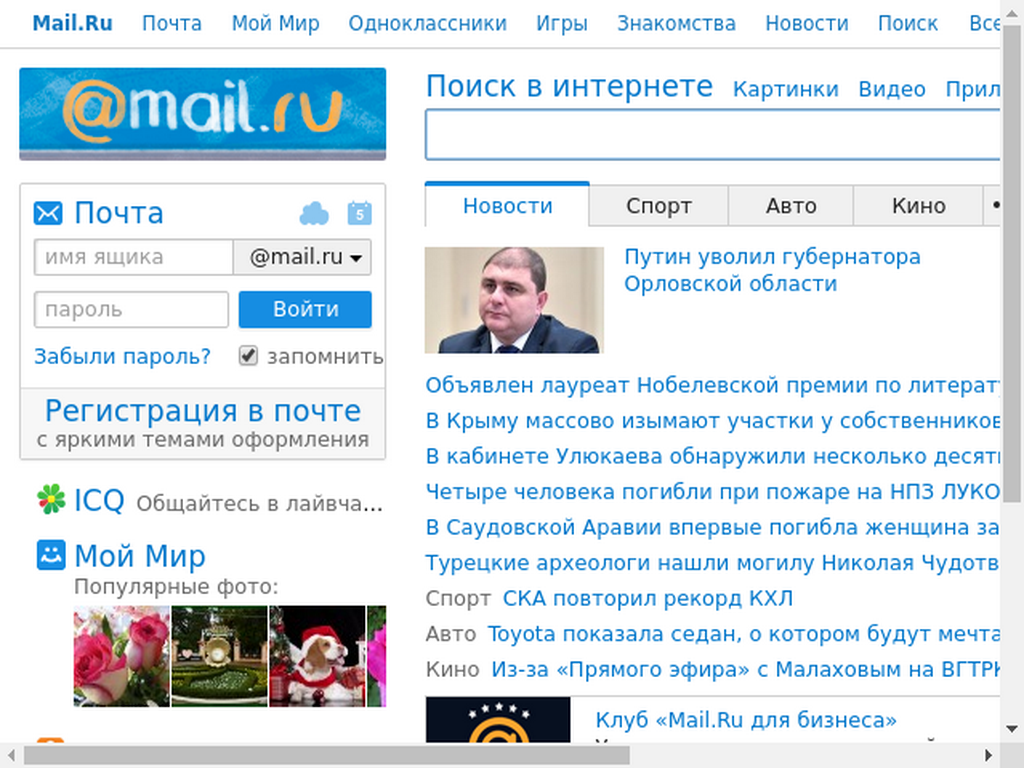 Mail.Ru Почта Мой Мир Одноклассники Игры Знакомства Новости Поиск Все
@mail.ru
Поиск в интернете Картинки Видео Прил
Почта 5
имя ящика @mail.ru
пароль Войти
Забыли пароль? запомнить
Регистрация в почте
с яркими темами оформления
ICQ Общайтесь в лайвча...
Мой Мир
Популярные фото:
Новости Спорт Авто Кино
Путин уволил губернатора
Орловской области
Объявлен лауреат Нобелевской премии по литерат
В Крыму массово изымают участки у собственников
В кабинете Улюкаева обнаружили несколько десят
Четыре человека погибли при пожаре на НПЗ ЛУКО
В Саудовской Аравии впервые погибла женщина за
Турецкие археологи нашли могилу Николая Чудотв
Спорт СКА повторил рекорд КХЛ
Авто Toyota показала седан, о котором будут мечта
Кино Из-за «Прямого эфира» с Малаховым на ВГТРК
Клуб «Mail.Ru для бизнеса»